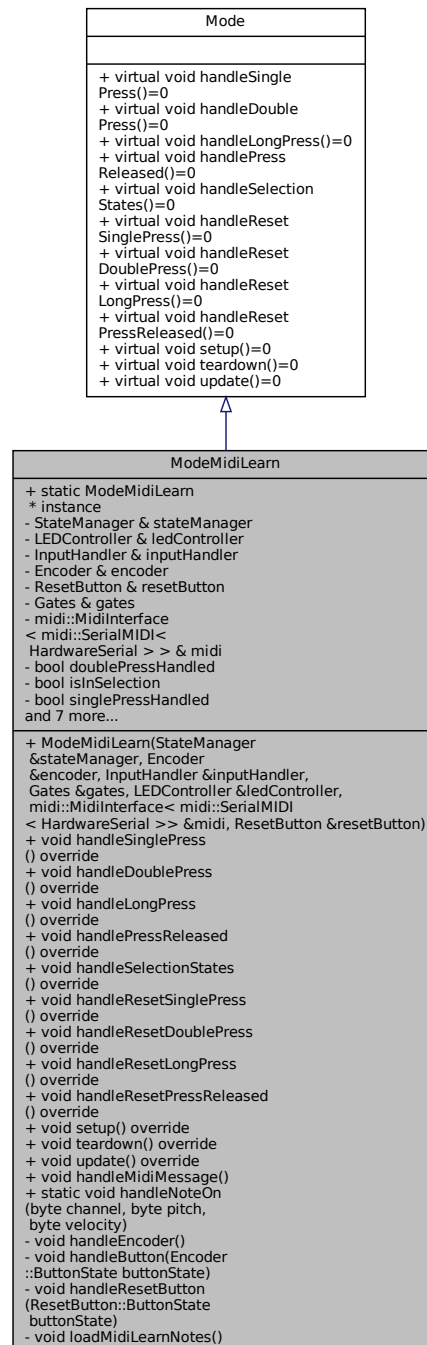 Mode
+ virtual void handleSingle
Press()=0
+ virtual void handleDouble
Press()=0
+ virtual void handleLongPress()=0
+ virtual void handlePress
Released()=0
+ virtual void handleSelection
States()=0
+ virtual void handleReset
SinglePress()=0
+ virtual void handleReset
DoublePress()=0
+ virtual void handleReset
LongPress()=0
+ virtual void handleReset
PressReleased()=0
+ virtual void setup()=0
+ virtual void teardown()=0
+ virtual void update()=0
ModeMidiLearn
+ static ModeMidiLearn
* instance
- StateManager & stateManager
- LEDController & ledController
- InputHandler & inputHandler
- Encoder & encoder
- ResetButton & resetButton
- Gates & gates
- midi::MidiInterface
< midi::SerialMIDI<
HardwareSerial > > & midi
- bool doublePressHandled
- bool isInSelection
- bool singlePressHandled
and 7 more...
+ ModeMidiLearn(StateManager
&stateManager, Encoder
&encoder, InputHandler &inputHandler,
Gates &gates, LEDController &ledController,
midi::MidiInterface< midi::SerialMIDI
< HardwareSerial >> &midi, ResetButton &resetButton)
+ void handleSinglePress
() override
+ void handleDoublePress
() override
+ void handleLongPress
() override
+ void handlePressReleased
() override
+ void handleSelectionStates
() override
+ void handleResetSinglePress
() override
+ void handleResetDoublePress
() override
+ void handleResetLongPress
() override
+ void handleResetPressReleased
() override
+ void setup() override
+ void teardown() override
+ void update() override
+ void handleMidiMessage()
+ static void handleNoteOn
(byte channel, byte pitch,
byte velocity)
- void handleEncoder()
- void handleButton(Encoder
::ButtonState buttonState)
- void handleResetButton
(ResetButton::ButtonState
buttonState)
- void loadMidiLearnNotes()